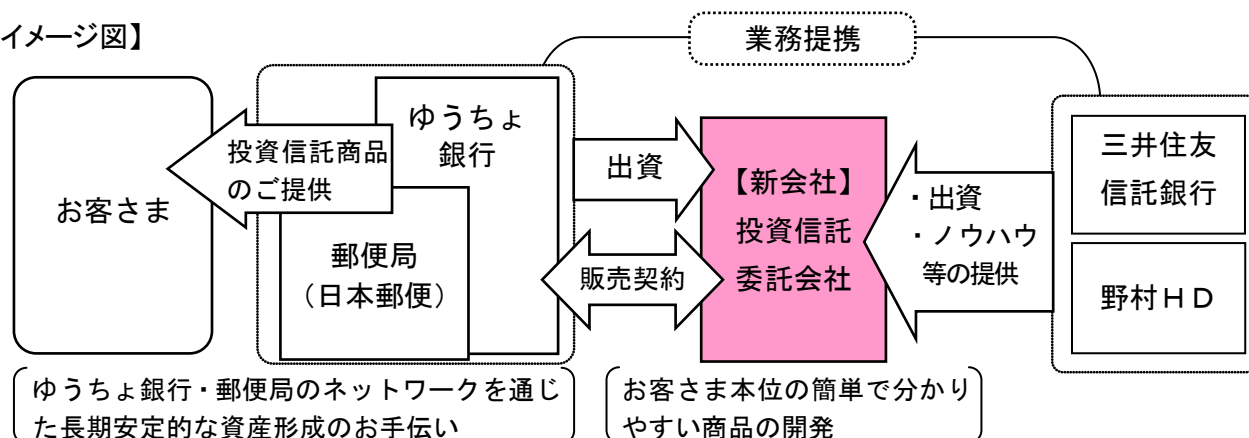 イメージ図】
業務提携
お客さま
投資信託商品
のご提供
ゆうちょ
銀行
郵便局
（日本郵便）
出資
販売契約
【新会社】
投資信託
委託会社
・出資
・ノウハウ
等の提供
三井住友
信託銀行
野村ＨＤ
ゆうちょ銀行・郵便局のネットワークを通じ
た長期安定的な資産形成のお手伝い
お客さま本位の簡単で分かり
やすい商品の開発